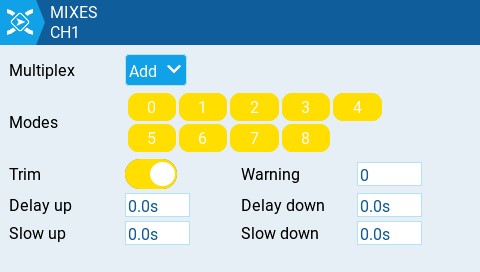 MIXES
CH1
Multiplex Add
Modes 0 1 2 3 4
5 6 7 8
Trim Warning 0
Delay up 0.0s Delay down 0.0s
Slow up 0.0s Slow down 0.0s